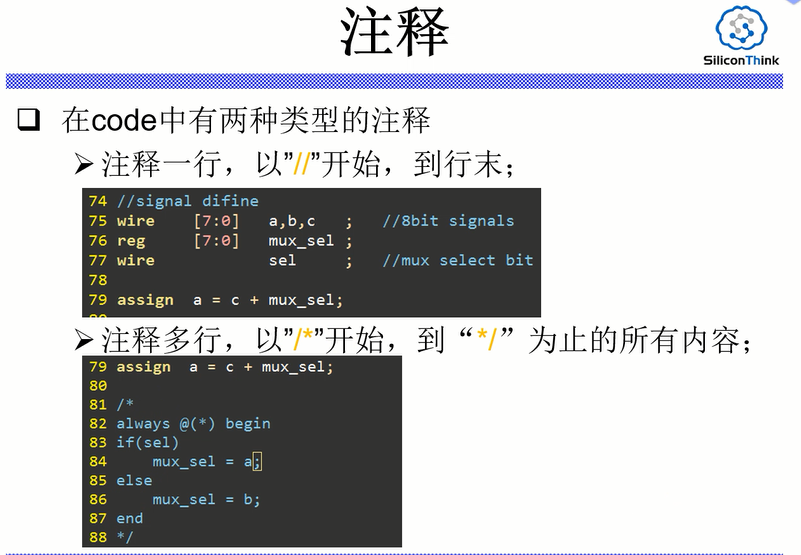 注释
SiliconThink
❑ 在code中有两种类型的注释
➢注释一行，以”//”开始，到行末；
74 //signal difine
75 wire [7:0] a,b,c ; //8bit signals
76 reg [7:0] mux_sel ;
77 wire sel ; //mux select bit
78
79 assign a = c + mux_sel;
➢注释多行，以”/*”开始，到“*/”为止的所有内容；
79 assign a = c + mux_sel;
80
81 /*
82 always @(*) begin
83 if(sel)
84 mux_sel = a;
85 else
86 mux_sel = b;
87 end
88 */